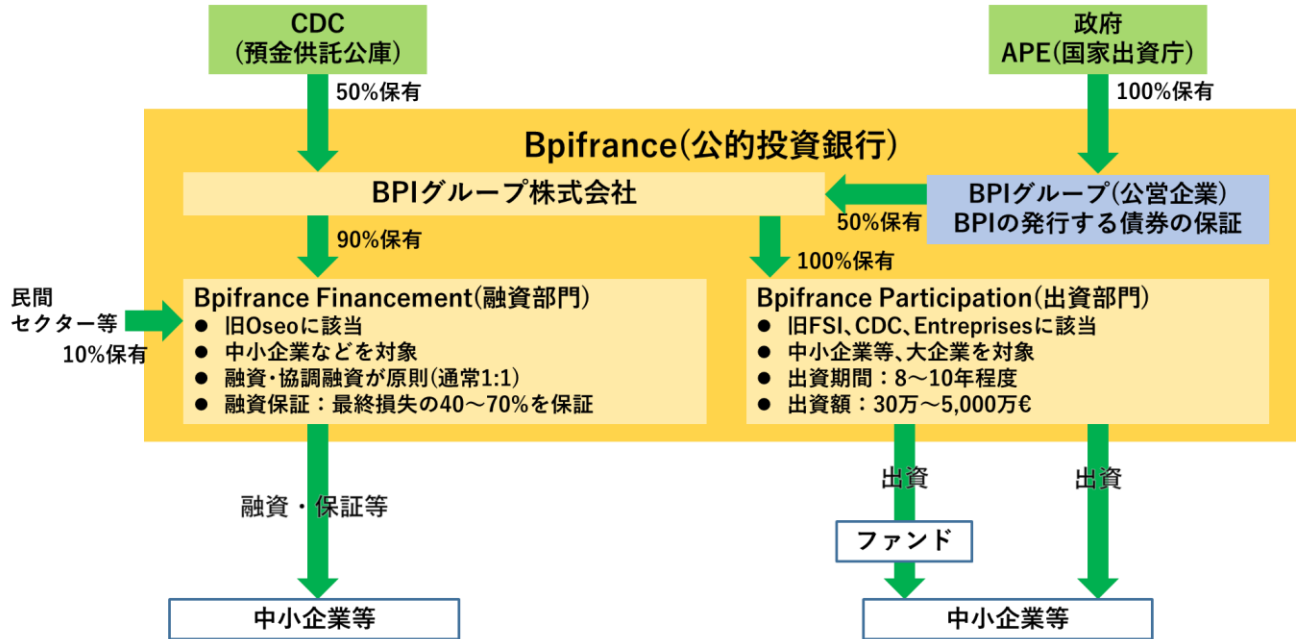 CDC
(預金供託公庫)
政府
APE(国家出資庁)
50%保有
100%保有
Bpifrance(公的投資銀行)
BPIグループ株式会社
BPIグループ(公営企業)
BPIの発行する債券の保証
50%保有
90%保有
100%保有
民間
セクター等
10%保有
Bpifrance Financement(融資部門)
● 旧Oseoに該当
● 中小企業などを対象
● 融資・協調融資が原則(通常1:1)
● 融資保証：最終損失の40～70%を保証
Bpifrance Participation(出資部門)
● 旧FSI、CDC、Entreprisesに該当
● 中小企業等、大企業を対象
● 出資期間：8～10年程度
● 出資額：30万～5,000万€
融資・保証等
出資
出資
ファンド
中小企業等
中小企業等